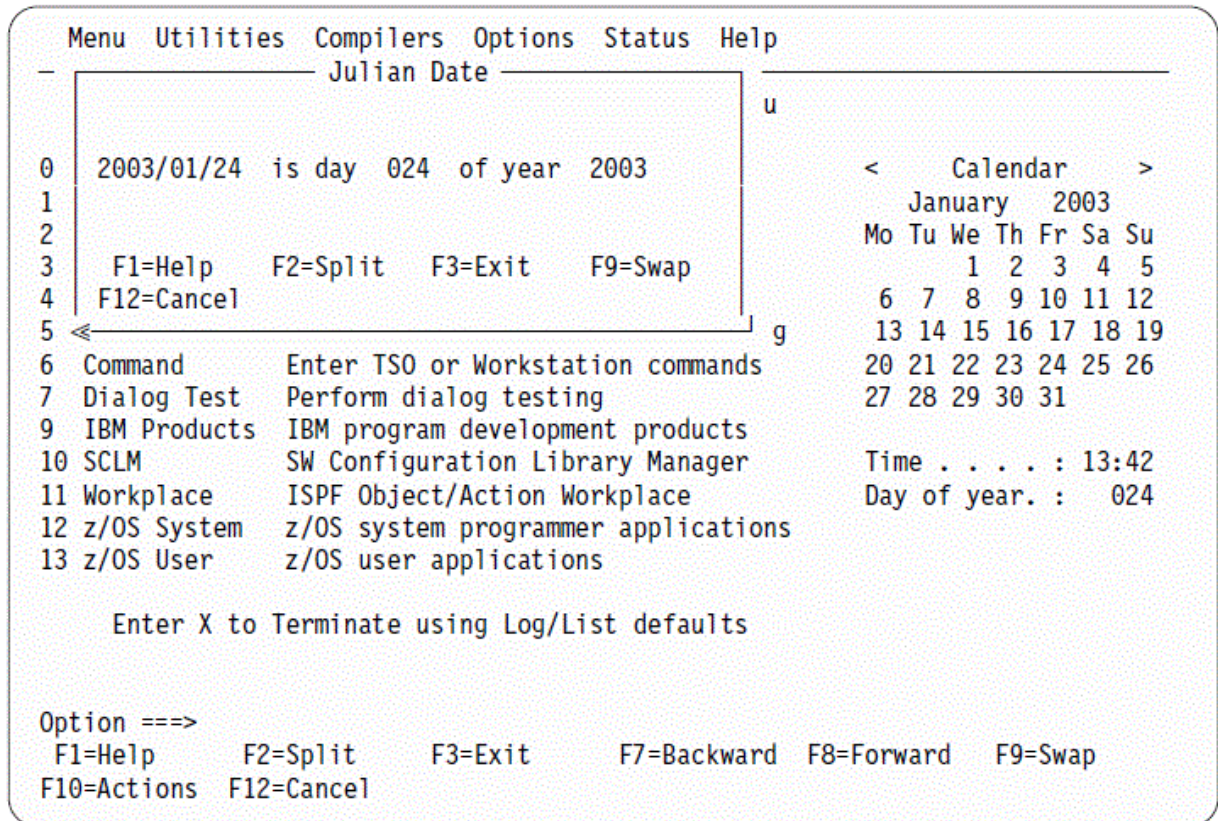 Menu Utilities Compilers Options Status Help
Julian Date
u
0 2003/01/24 is day 024 of year 2003 < Calendar >
1 January 2003
2 Mo Tu We Th Fr Sa Su
3 F1=Help F2=Split F3=Exit F9=Swap 1 2 3 4 5
4 F12=Cancel 6 7 8 9 10 11 12
5 g 13 14 15 16 17 18 19
6 Command Enter TSO or Workstation commands 20 21 22 23 24 25 26
7 Dialog Test Perform dialog testing 27 28 29 30 31
9 IBM Products IBM program development products
10 SCLM SW Configuration Library Manager Time . . . . : 13:42
11 Workplace ISPF Object/Action Workplace Day of year. : 024
12 z/OS System z/OS system programmer applications
13 z/OS User z/OS user applications
Enter X to Terminate using Log/List defaults
Option ===>
F1=Help F2=Split F3=Exit F7=Backward F8=Forward F9=Swap
F10=Actions F12=Cancel